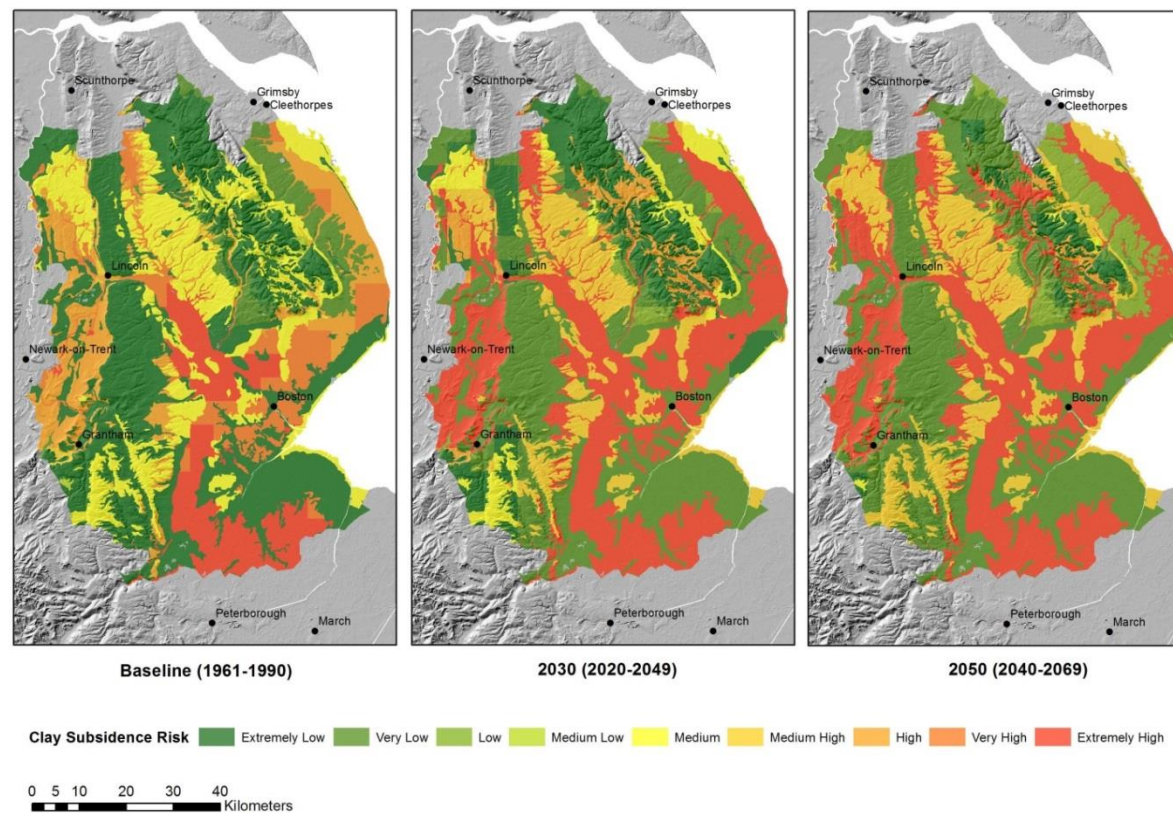 Scunthorpe
Grimsby
Cleethorpes
Lincoln
Newark-on-Trent
Boston
Grantham
Peterborough
March
Scunthorpe
Grimsby
Cleethorpes
Lincoln
Newark-on-Trent
Boston
Grantham
Peterborough
March
Scunthorpe
Grimsby
Cleethorpes
Lincoln
Newark-on-Trent
Boston
Grantham
Peterborough
March
Baseline (1961-1990)
2030 (2020-2049)
2050 (2040-2069)
Clay Subsidence Risk Extremely Low Very Low Low Medium Low Medium Medium High High Very High Extremely High
0 5 10 20 30 40
Kilometers